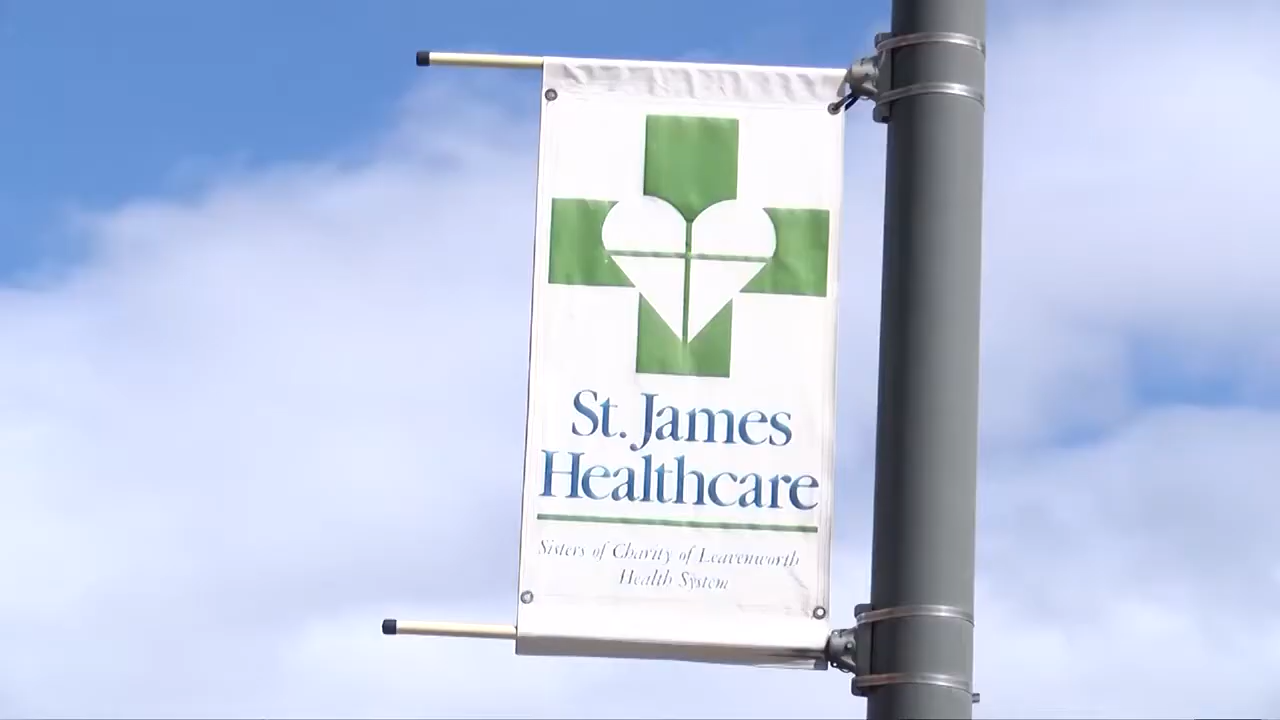 St. James
Healthcare
Sisters of Charity of Leavenworth
Health System